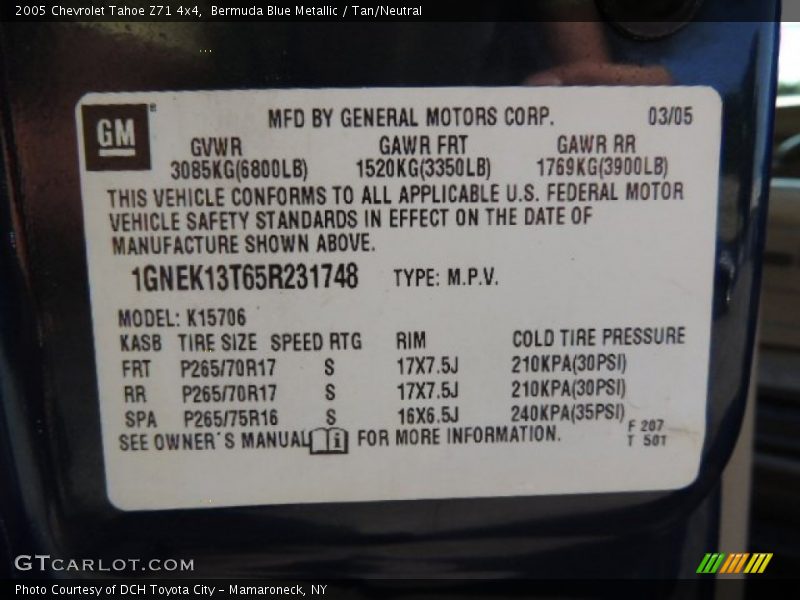 2005 Chevrolet Tahoe Z71 4x4, Bermuda Blue Metallic / Tan/Neutral
GM ®
MFD BY GENERAL MOTORS CORP. 03/05
GVWR GAWR FRT GAWR RR
3085KG(6800LB) 1520KG(3350LB) 1769KG(3900LB)
THIS VEHICLE CONFORMS TO ALL APPLICABLE U.S. FEDERAL MOTOR
VEHICLE SAFETY STANDARDS IN EFFECT ON THE DATE OF
MANUFACTURE SHOWN ABOVE.
1GNEK13T65R231748 TYPE: M.P.V.
MODEL: K15706
KASB TIRE SIZE SPEED RTG RIM COLD TIRE PRESSURE
FRT P265/70R17 S 17X7.5J 210KPA(30PSI)
RR P265/70R17 S 17X7.5J 210KPA(30PSI)
SPA P265/75R16 S 16X6.5J 240KPA(35PSI)
SEE OWNER'S MANUAL FOR MORE INFORMATION.
F 207
T 501
GTCARLOT.COM
Photo Courtesy of DCH Toyota City – Mamaroneck, NY